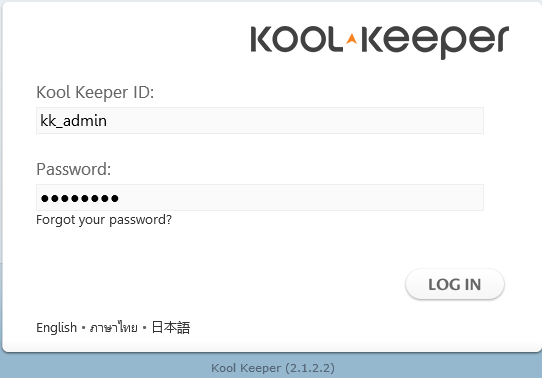 KOOL KEEPER
Kool Keeper ID:
kk_admin
Password:
●●●●●●●●
Forgot your password?
LOG IN
English • ภาษาไทย • 日本語
Kool Keeper (2.1.2.2)